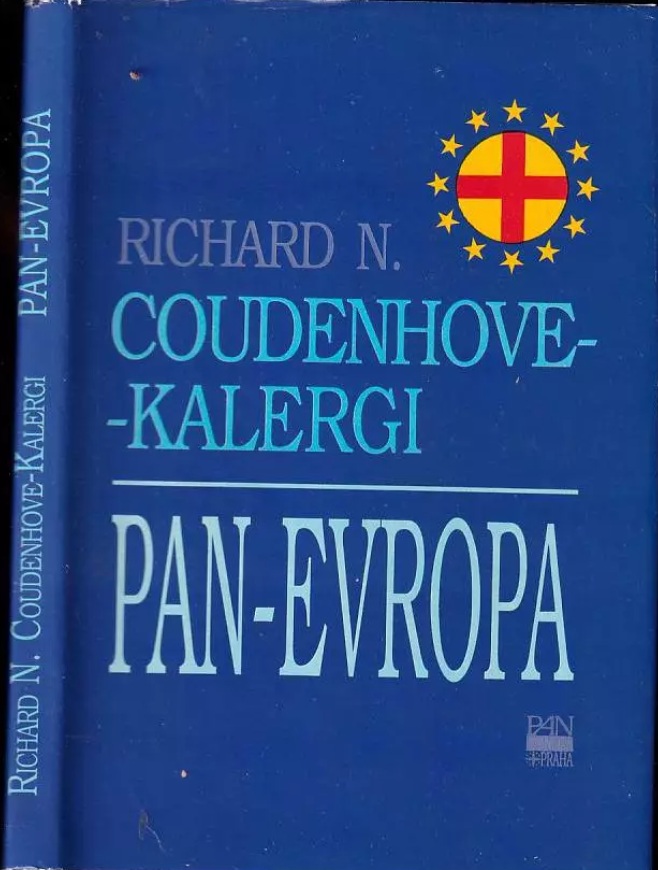 RICHARD N. COUDENHOVE-KALERGI PAN-EVROPA
RICHARD N.
COUDENHOVE-
-KALERGI
PAN-EVROPA
PAN
PRAHA